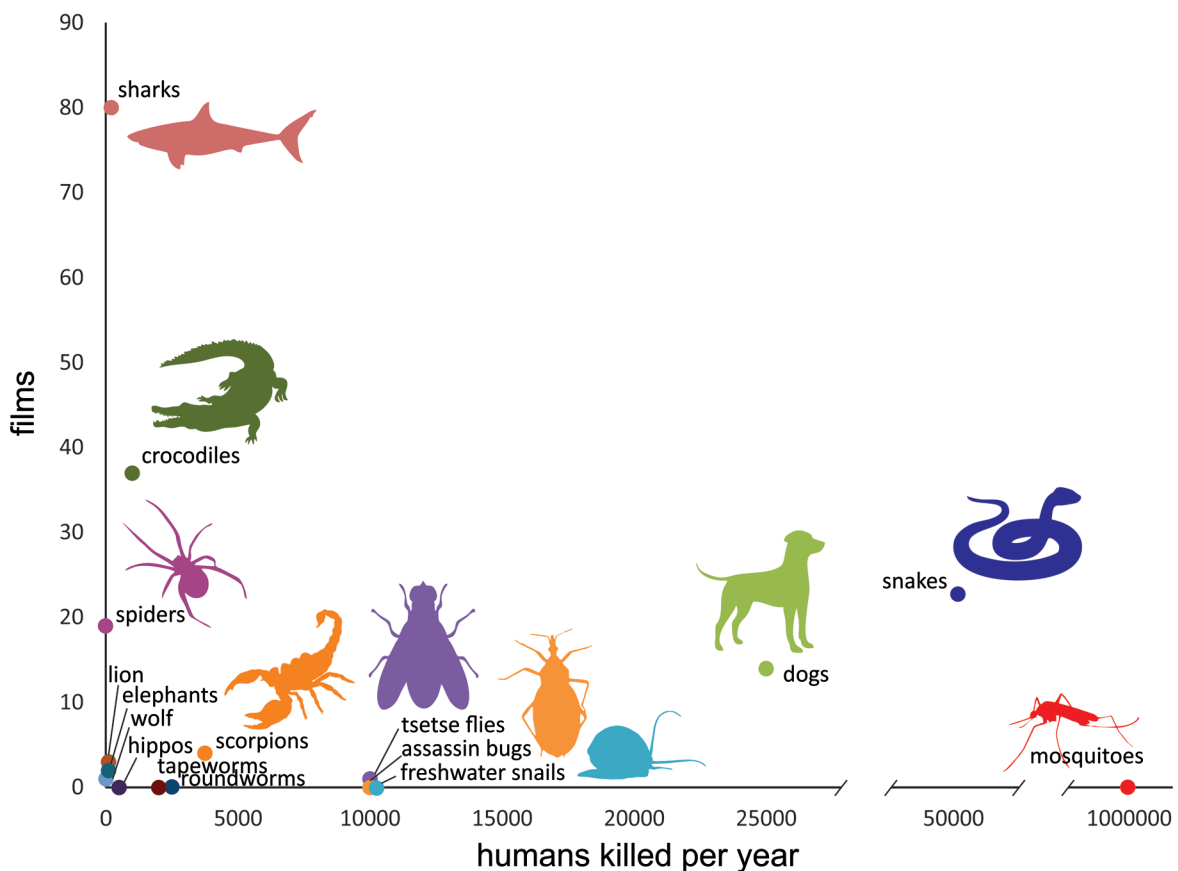 90
sharks
80
70
60
50
films
crocodiles
40
30
snakes
spiders
20
dogs
lion
elephants
10
wolf
tsetse flies
hippos
scorpions
assassin bugs
mosquitoes
tapeworms
freshwater snails
roundworms
0
0 5000 10000 15000 20000 25000 50000 1000000
humans killed per year